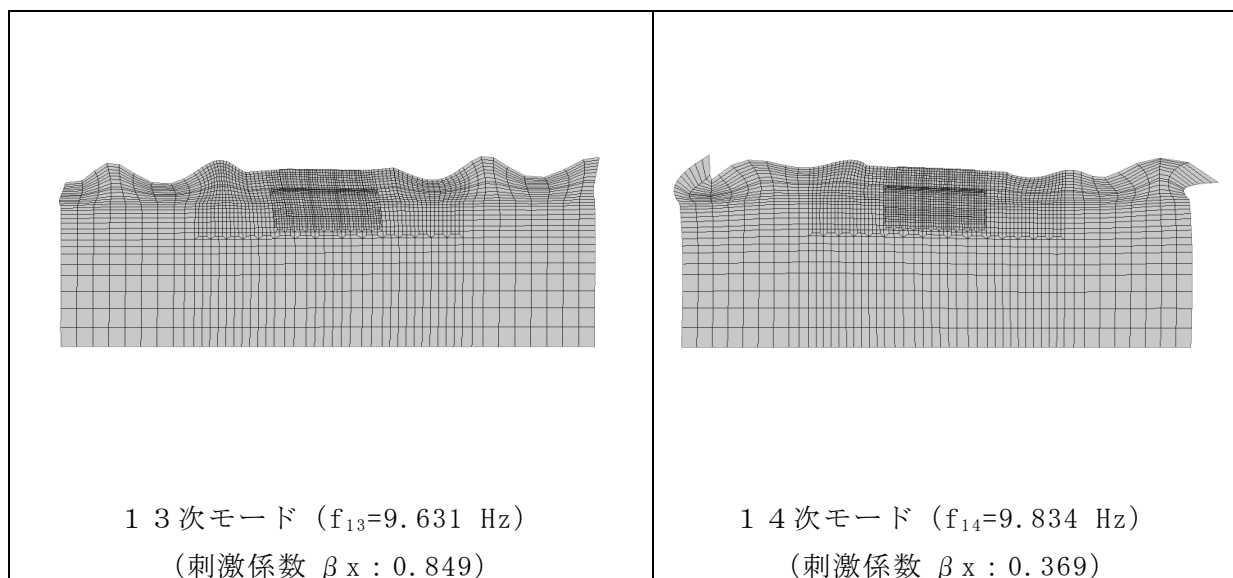 １３次モード (f₁₃=9.631 Hz)
(刺激係数 βx：0.849)
１４次モード (f₁₄=9.834 Hz)
(刺激係数 βx：0.369)